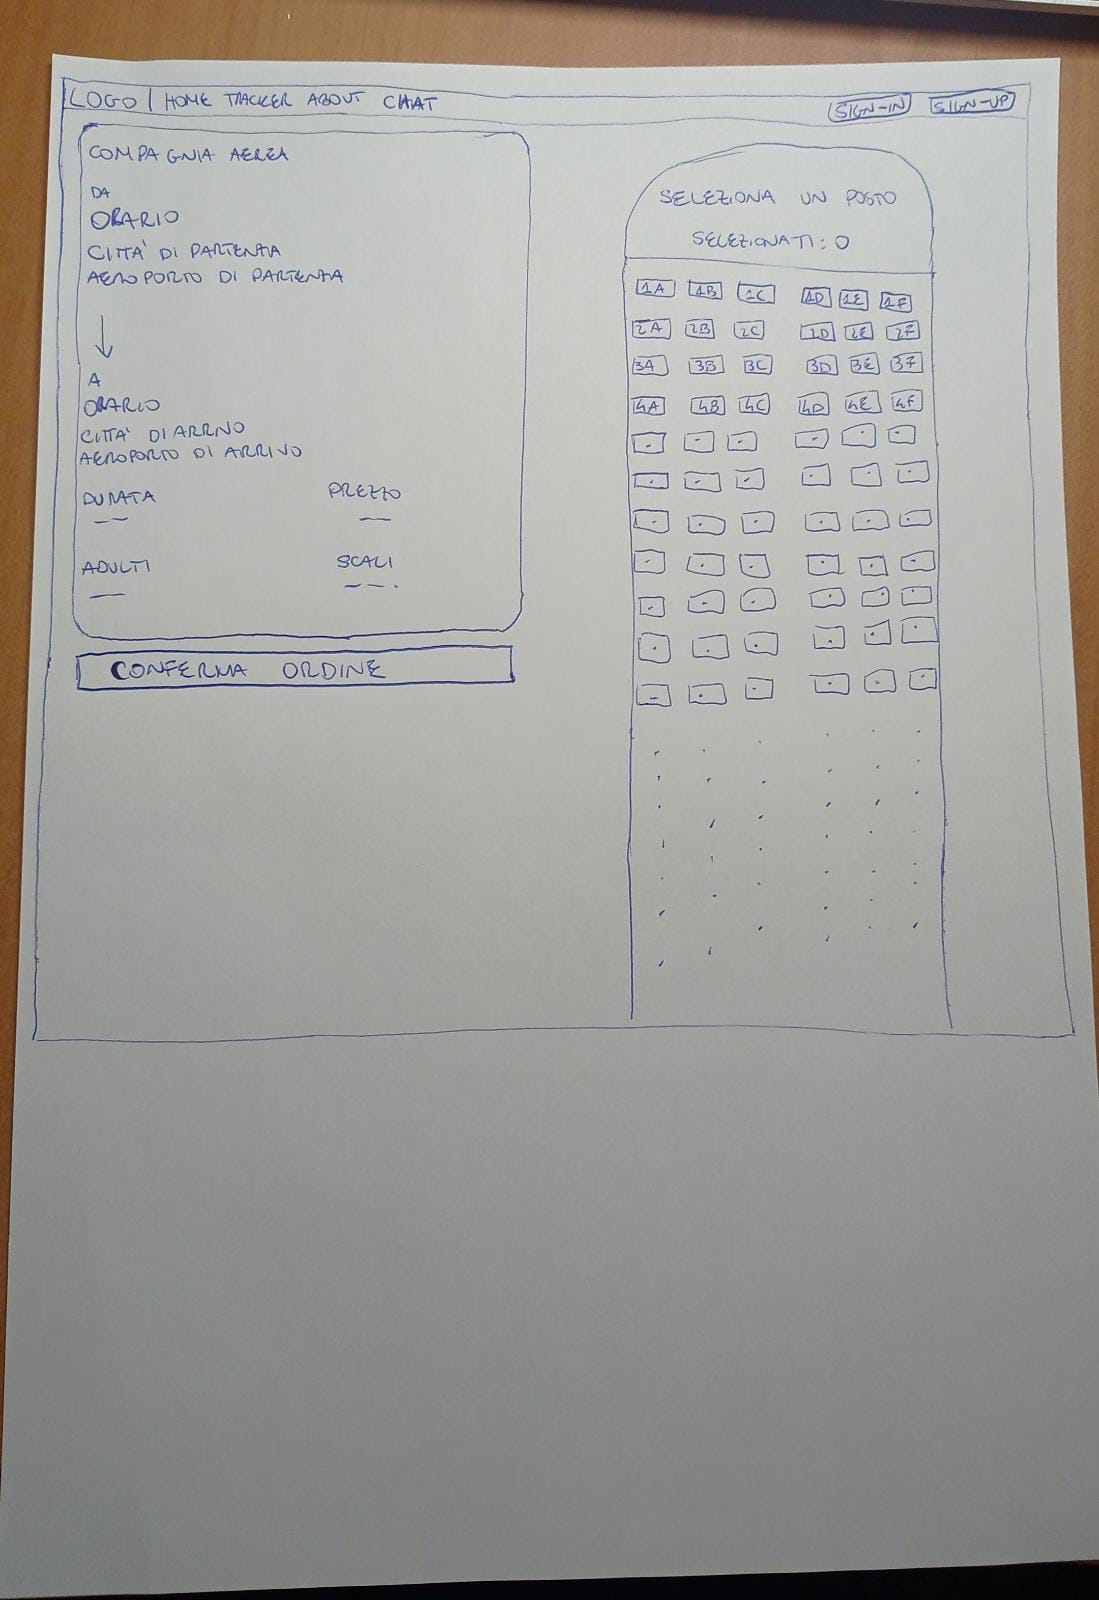 LOGO | HOME TRACKER ABOUT CHAT
SIGN-IN SIGN-UP
COMPAGNIA AEREA
DA
ORARIO
CITTA' DI PARTENZA
AEROPORTO DI PARTENZA
A
ORARIO
CITTA' DI ARRIVO
AEROPORTO DI ARRIVO
DURATA PREZZO
ADULTI SCALI
CONFERMA ORDINE
SELEZIONA UN POSTO
SELEZIONATI: 0
1A 1B 1C 1D 1E 1F
2A 2B 2C 2D 2E 2F
3A 3B 3C 3D 3E 3F
4A 4B 4C 4D 4E 4F